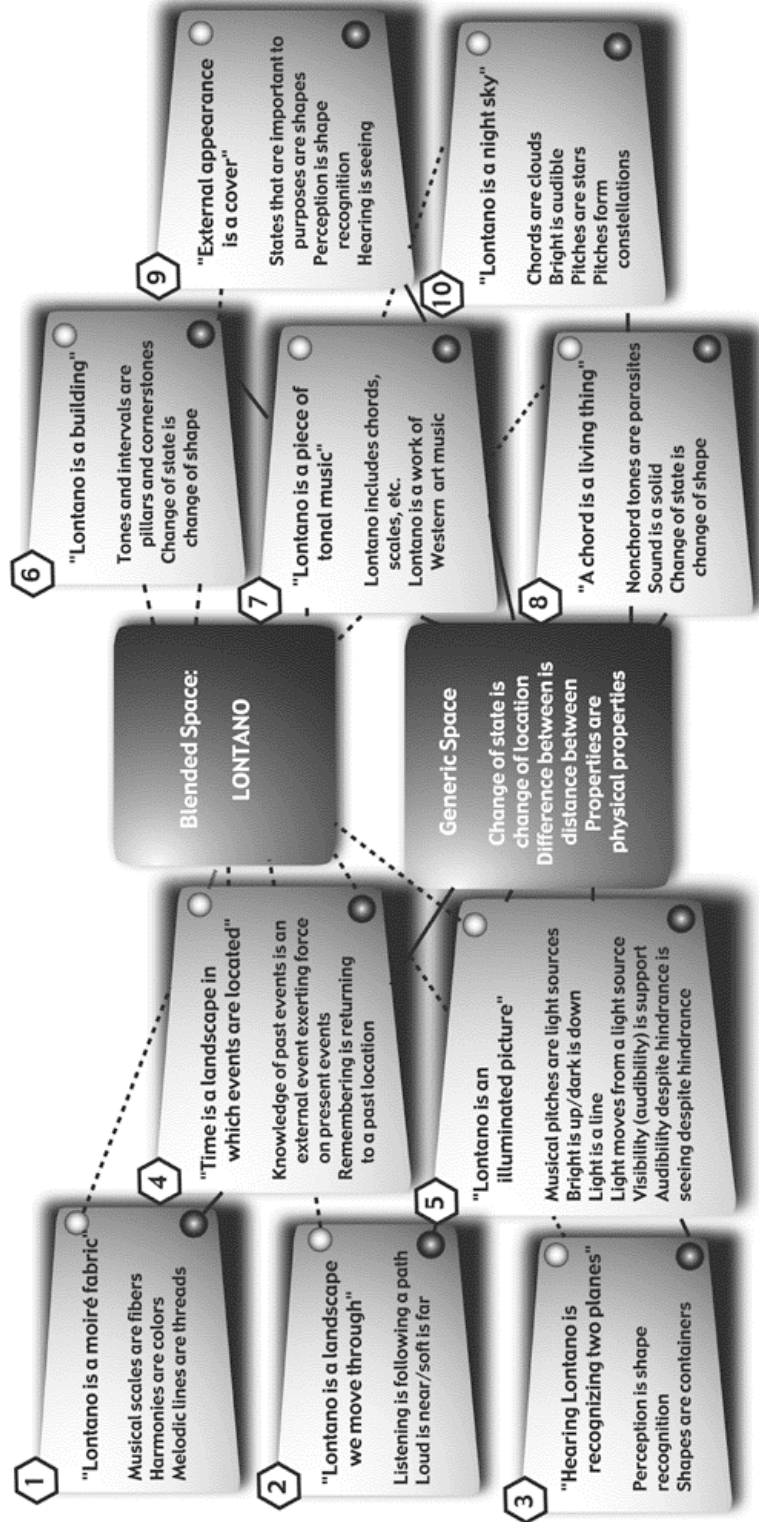 1
"Lontano is a moiré fabric"
Musical scales are fibers
Harmonies are colors
Melodic lines are threads
2
"Lontano is a landscape
we move through"
Listening is following a path
Loud is near/soft is far
3
"Hearing Lontano is
recognizing two planes"
Perception is shape
recognition
Shapes are containers
4
"Time is a landscape in
which events are located"
Knowledge of past events is an
external event exerting force
on present events
Remembering is returning
to a past location
5
"Lontano is an
illuminated picture"
Musical pitches are light sources
Bright is up/dark is down
Light is a line
Light moves from a light source
Visibility (audibility) is support
Audibility despite hindrance is
seeing despite hindrance
Blended Space:
LONTANO
Generic Space
Change of state is
change of location
Difference between is
distance between
Properties are
physical properties
6
"Lontano is a building"
Tones and intervals are
pillars and cornerstones
Change of state is
change of shape
7
"Lontano is a piece of
tonal music"
Lontano includes chords,
scales, etc.
Lontano is a work of
Western art music
8
"A chord is a living thing"
Nonchord tones are parasites
Sound is a solid
Change of state is
change of shape
9
"External appearance
is a cover"
States that are important to
purposes are shapes
Perception is shape
recognition
Hearing is seeing
10
"Lontano is a night sky"
Chords are clouds
Bright is audible
Pitches are stars
Pitches form
constellations